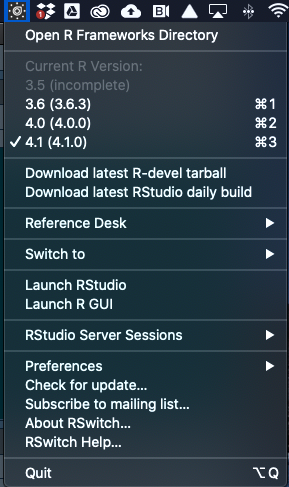 Open R Frameworks Directory
Current R Version:
3.5 (incomplete)
3.6 (3.6.3) ⌘1
4.0 (4.0.0) ⌘2
✓ 4.1 (4.1.0) ⌘3
Download latest R-devel tarball
Download latest RStudio daily build
Reference Desk ▶
Switch to ▶
Launch RStudio
Launch R GUI
RStudio Server Sessions ▶
Preferences ▶
Check for update...
Subscribe to mailing list...
About RSwitch...
RSwitch Help...
Quit ⌥Q